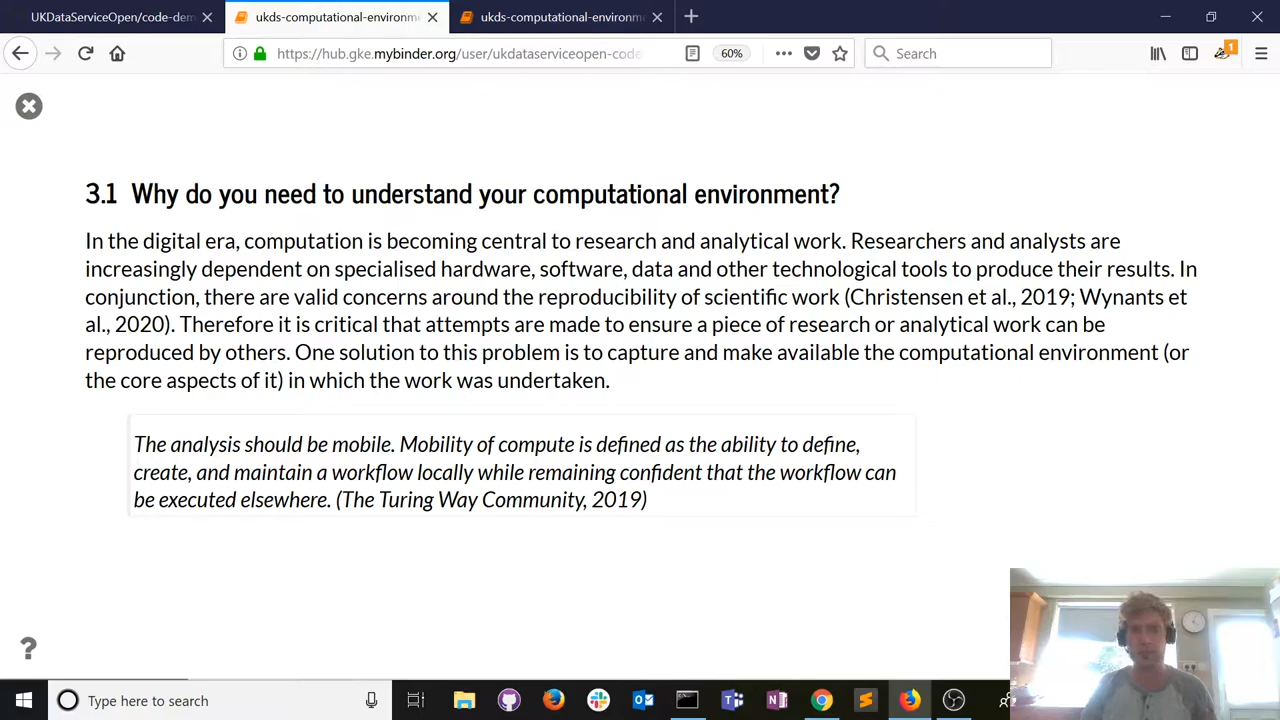 UKDataServiceOpen/code-dem
ukds-computational-environme
ukds-computational-environme
https://hub.gke.mybinder.org/user/ukdataserviceopen-code
60%
Search
1
3.1 Why do you need to understand your computational environment?
In the digital era, computation is becoming central to research and analytical work. Researchers and analysts are
increasingly dependent on specialised hardware, software, data and other technological tools to produce their results. In
conjunction, there are valid concerns around the reproducibility of scientific work (Christensen et al., 2019; Wynants et
al., 2020). Therefore it is critical that attempts are made to ensure a piece of research or analytical work can be
reproduced by others. One solution to this problem is to capture and make available the computational environment (or
the core aspects of it) in which the work was undertaken.
The analysis should be mobile. Mobility of compute is defined as the ability to define,
create, and maintain a workflow locally while remaining confident that the workflow can
be executed elsewhere. (The Turing Way Community, 2019)
?
Type here to search